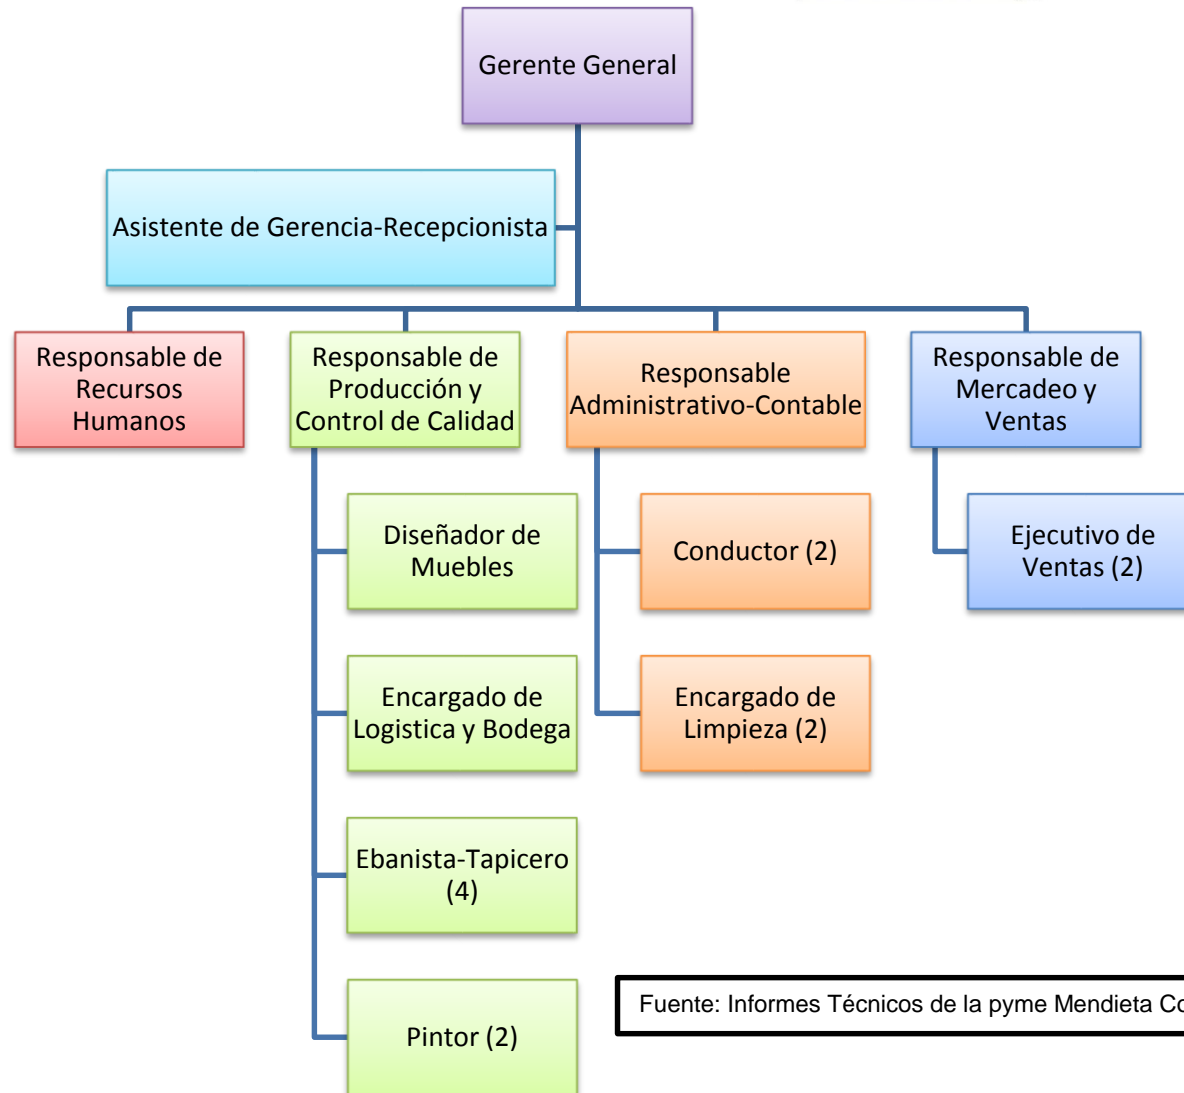 Gerente General
Asistente de Gerencia-Recepcionista
Responsable de
Recursos
Humanos
Responsable de
Producción y
Control de Calidad
Responsable
Administrativo-Contable
Responsable de
Mercadeo y
Ventas
Diseñador de
Muebles
Conductor (2)
Ejecutivo de
Ventas (2)
Encargado de
Logistica y Bodega
Encargado de
Limpieza (2)
Ebanista-Tapicero
(4)
Pintor (2)
Fuente: Informes Técnicos de la pyme Mendieta